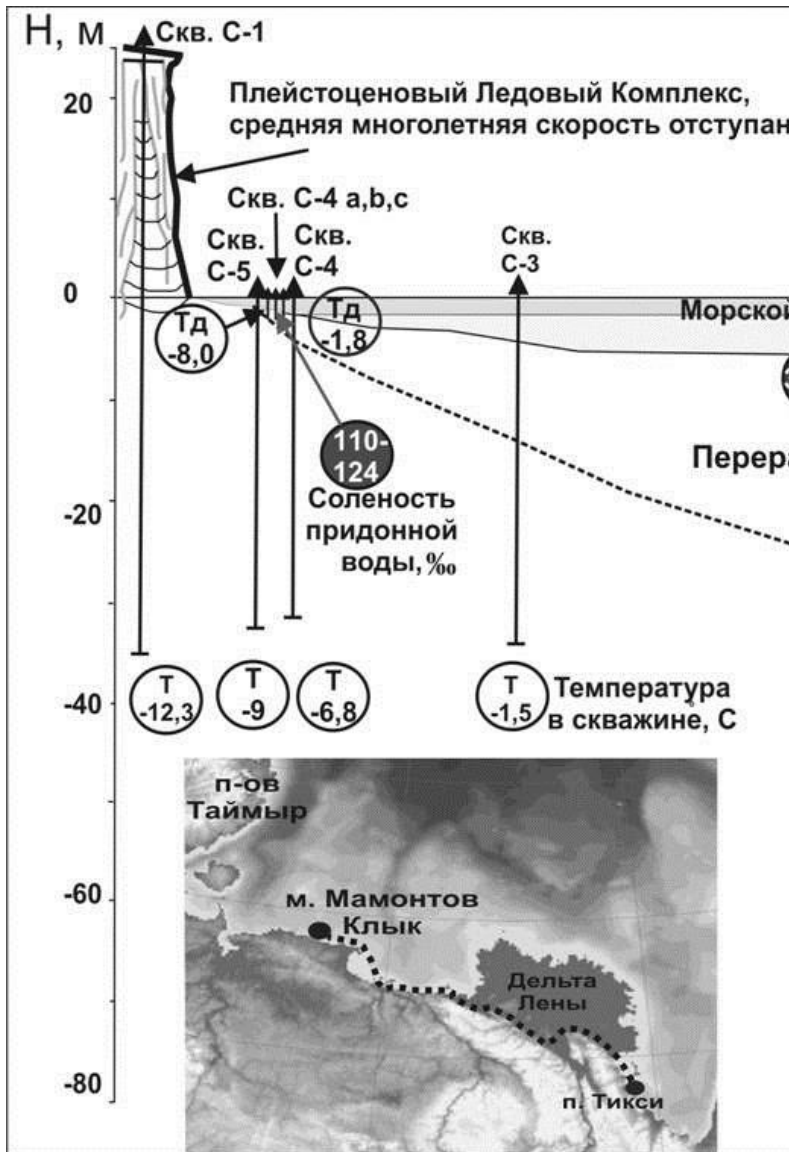 Н, м
Скв. С-1
20
Плейстоценовый Ледовый Комплекс,
средняя многолетняя скорость отступан
Скв. С-4 a,b,c
Скв.
С-5
Скв.
С-4
Скв.
С-3
0
Тд
-8,0
Тд
-1,8
Морской
110-
124
Перера
Соленость
придонной
воды,‰
-20
-40
Т
-12,3
Т
-9
Т
-6,8
Т
-1,5
Температура
в скважине, С
п-ов
Таймыр
м. Мамонтов
Клык
Дельта
Лены
п. Тикси
-60
-80